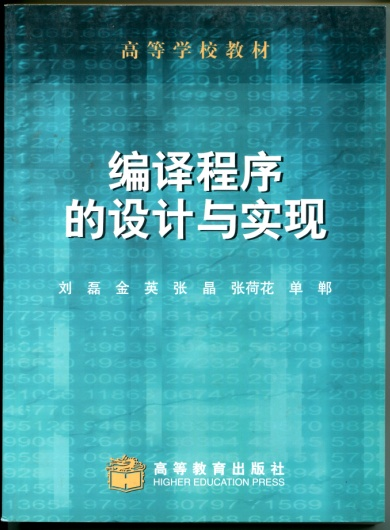 高等学校教材
编译程序
的设计与实现
刘 磊 金 英 张 晶 张荷花 单 郸
高等教育出版社
HIGHER EDUCATION PRESS